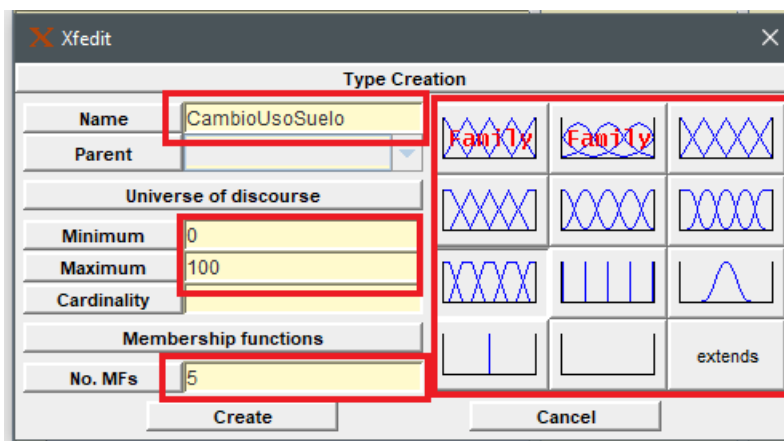 Xfedit
Type Creation
Name CambioUsoSuelo
Parent
Universe of discourse
Minimum 0
Maximum 100
Cardinality
Membership functions
No. MFs 5
Family Family
extends
Create Cancel